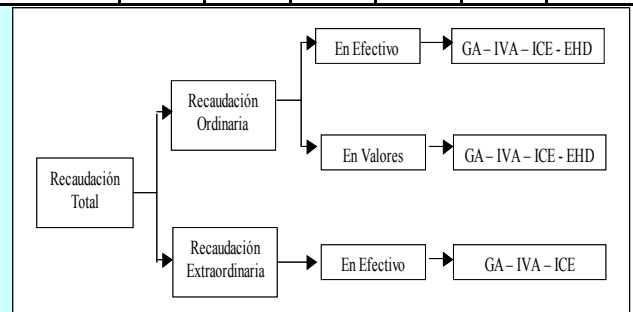 En Efectivo
GA – IVA – ICE - EHD
Recaudación
Ordinaria
En Valores
GA – IVA – ICE - EHD
Recaudación
Total
Recaudación
Extraordinaria
En Efectivo
GA – IVA – ICE